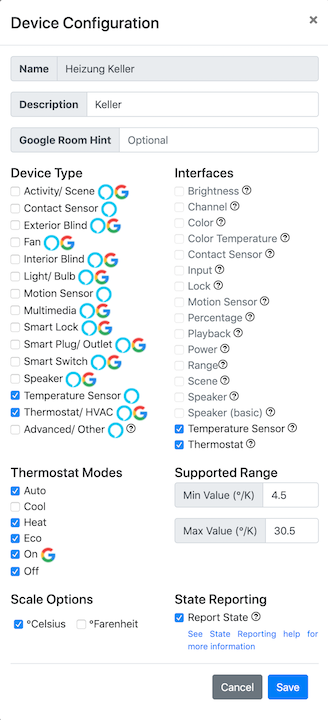 Device Configuration ×
Name Heizung Keller
Description Keller
Google Room Hint Optional
Device Type
Activity/ Scene
Contact Sensor
Exterior Blind
Fan
Interior Blind
Light/ Bulb
Motion Sensor
Multimedia
Smart Lock
Smart Plug/ Outlet
Smart Switch
Speaker
Temperature Sensor
Thermostat/ HVAC
Advanced/ Other ?
Interfaces
Brightness ?
Channel ?
Color ?
Color Temperature ?
Contact Sensor ?
Input ?
Lock ?
Motion Sensor ?
Percentage ?
Playback ?
Power ?
Range ?
Scene ?
Speaker ?
Speaker (basic) ?
Temperature Sensor ?
Thermostat ?
Thermostat Modes
Auto
Cool
Heat
Eco
On
Off
Supported Range
Min Value (°/K) 4.5
Max Value (°/K) 30.5
Scale Options
°Celsius °Farenheit
State Reporting
Report State ?
See State Reporting help for
more information
Cancel Save